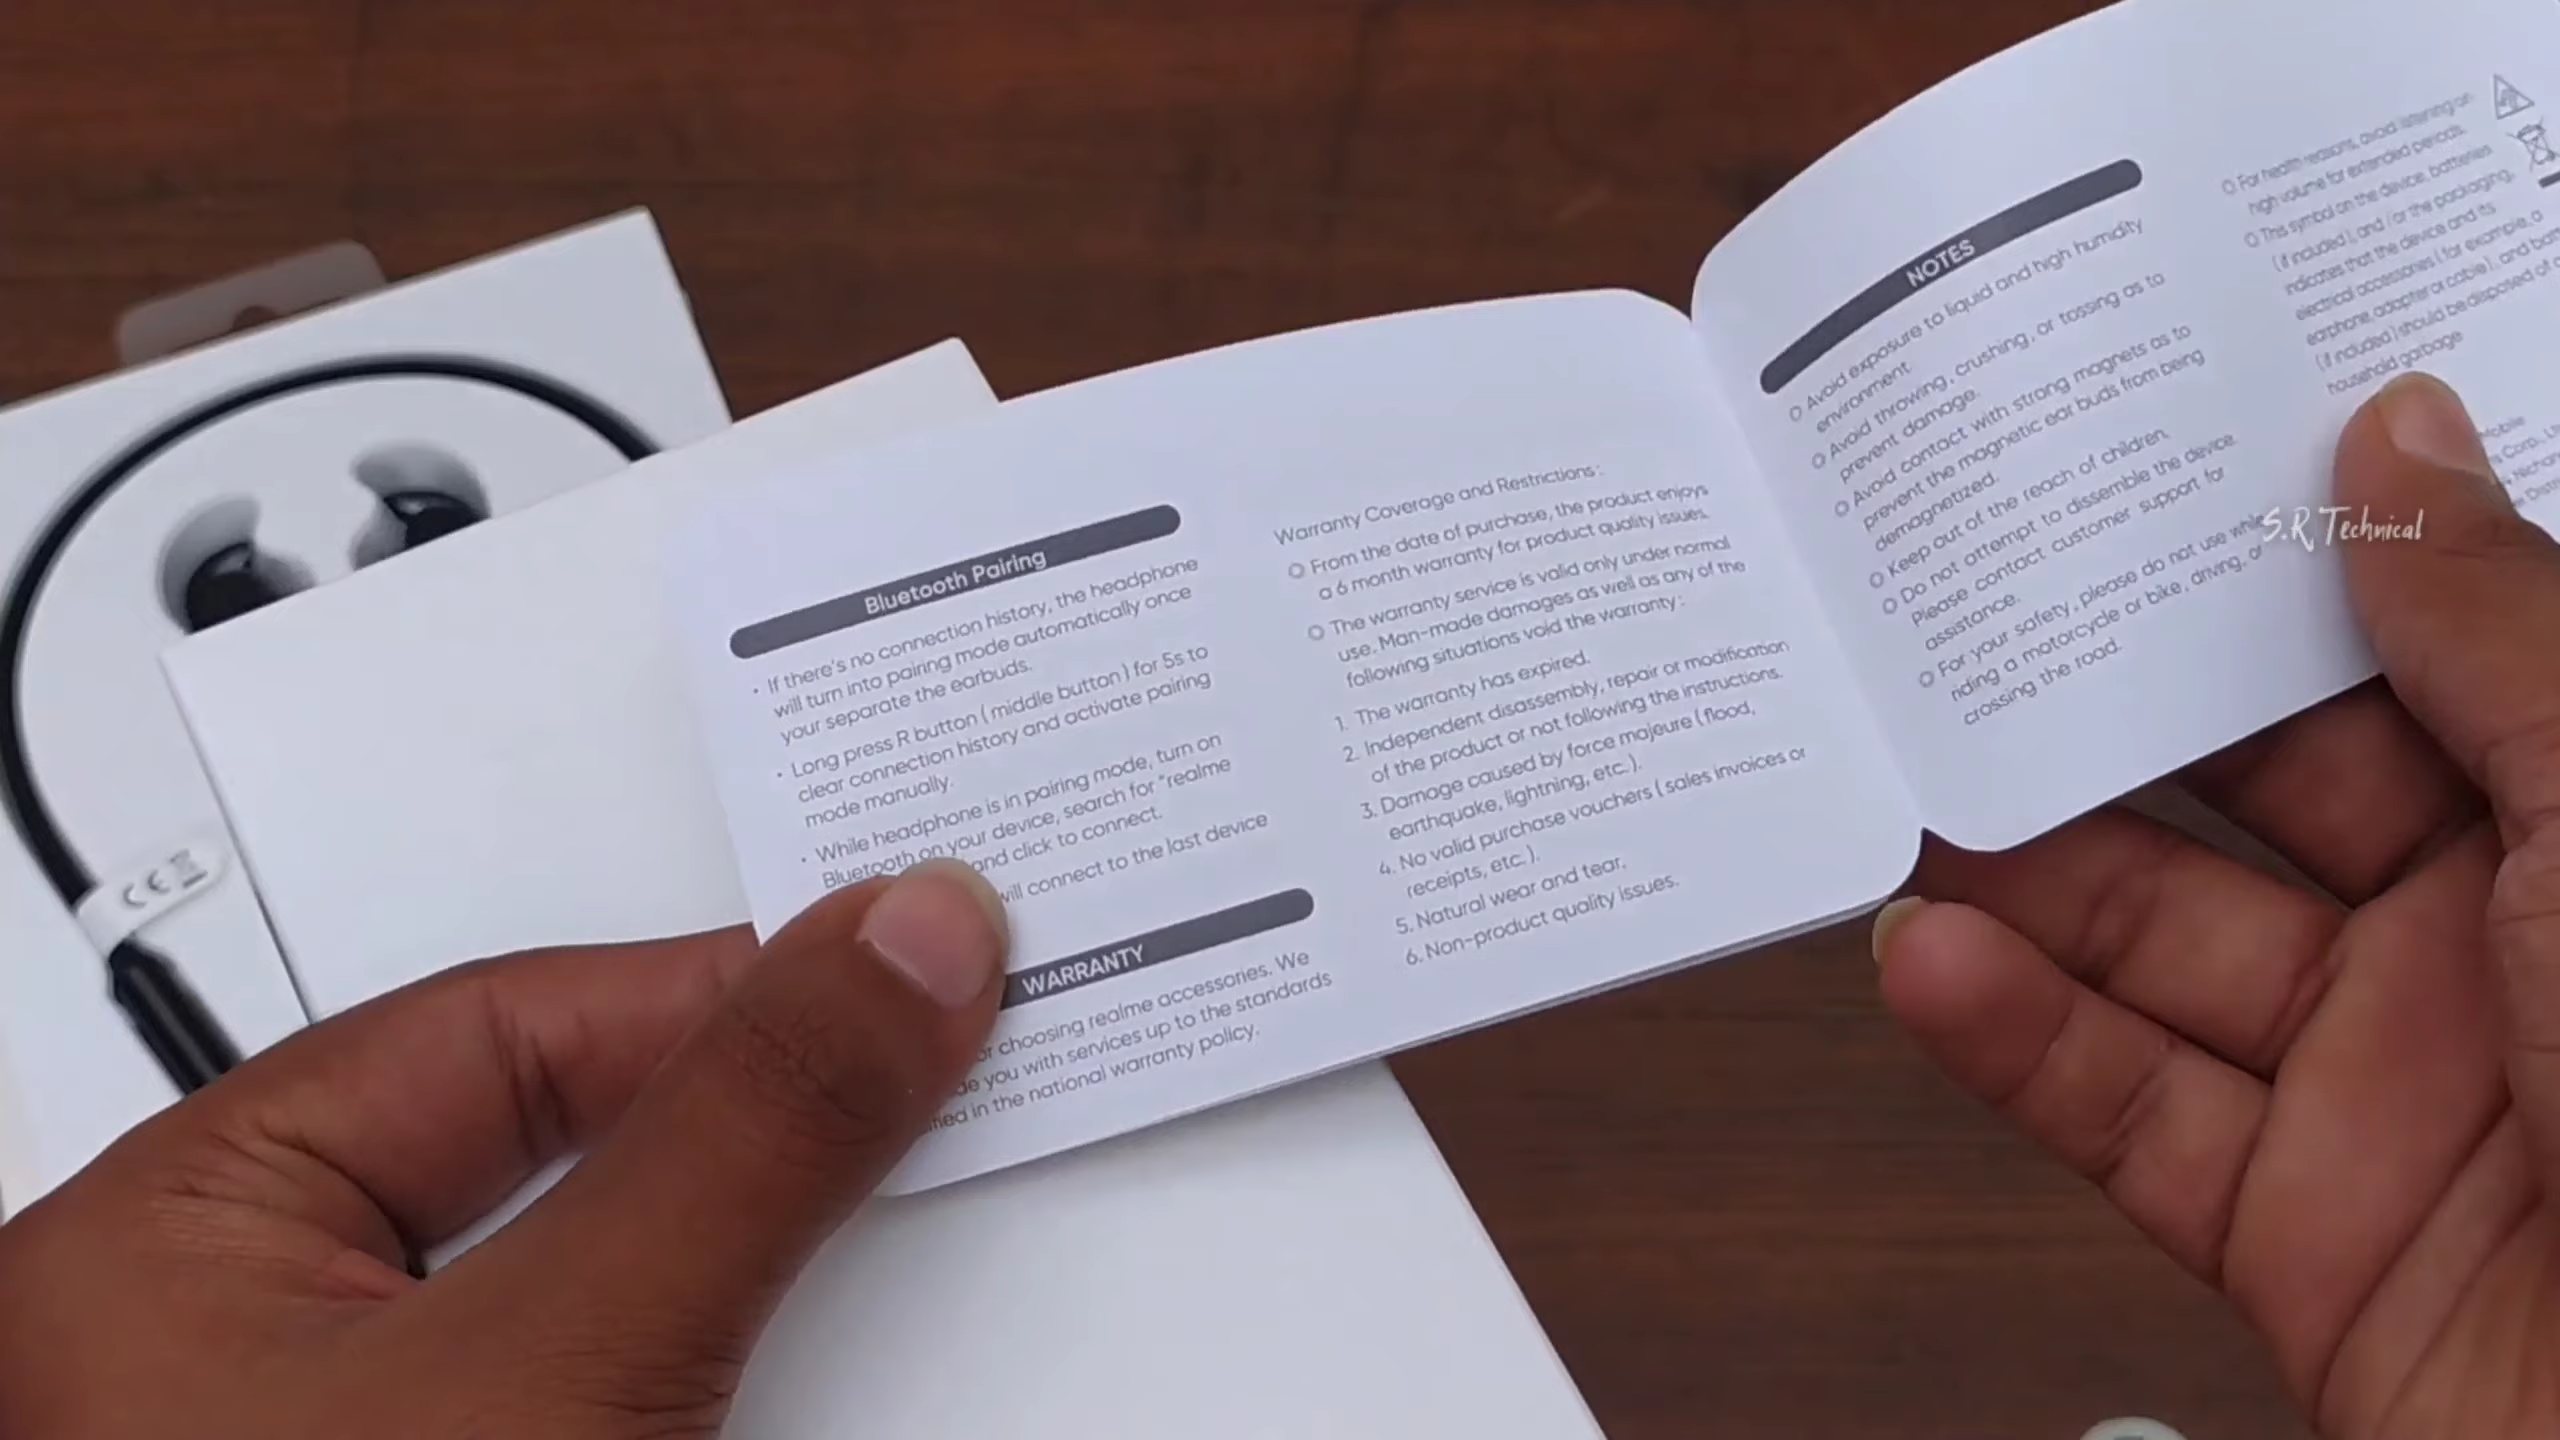 Bluetooth Pairing
• If there's no connection history, the headphone
will turn into pairing mode automatically once
your separate the earbuds.
• Long press R button ( middle button ) for 5s to
clear connection history and activate pairing
mode manually.
• While headphone is in pairing mode, turn on
Bluetooth on your device, search for "realme
and click to connect.
will connect to the last device
WARRANTY
choosing realme accessories. We
you with services up to the standards
in the national warranty policy.
Warranty Coverage and Restrictions :
From the date of purchase, the product enjoys
a 6 month warranty for product quality issues.
The warranty service is valid only under normal
use. Man-made damages as well as any of the
following situations void the warranty :
1. The warranty has expired.
2. Independent disassembly, repair or modification
of the product or not following the instructions.
3. Damage caused by force majeure ( flood,
earthquake, lightning, etc. ).
4. No valid purchase vouchers ( sales invoices or
receipts, etc. ).
5. Natural wear and tear.
6. Non-product quality issues.
NOTES
Avoid exposure to liquid and high humidity
environment.
Avoid throwing, crushing, or tossing as to
prevent damage.
Avoid contact with strong magnets as to
prevent the magnetic ear buds from being
demagnetized.
Keep out of the reach of children.
Do not attempt to dissemble the device.
Please contact customer support for
assistance.
For your safety, please do not use while
riding a motorcycle or bike, driving, or
crossing the road.
For health reasons, avoid listening on
high volume for extended periods.
This symbol on the device, batteries
( if included ), and / or the packaging,
indicates that the device and its
electrical accessories ( for example, a
earphone, adapter or cable ), and
( if included ) should be disposed of
household garbage
Mobile
Corp.,
S.R Technical
CE